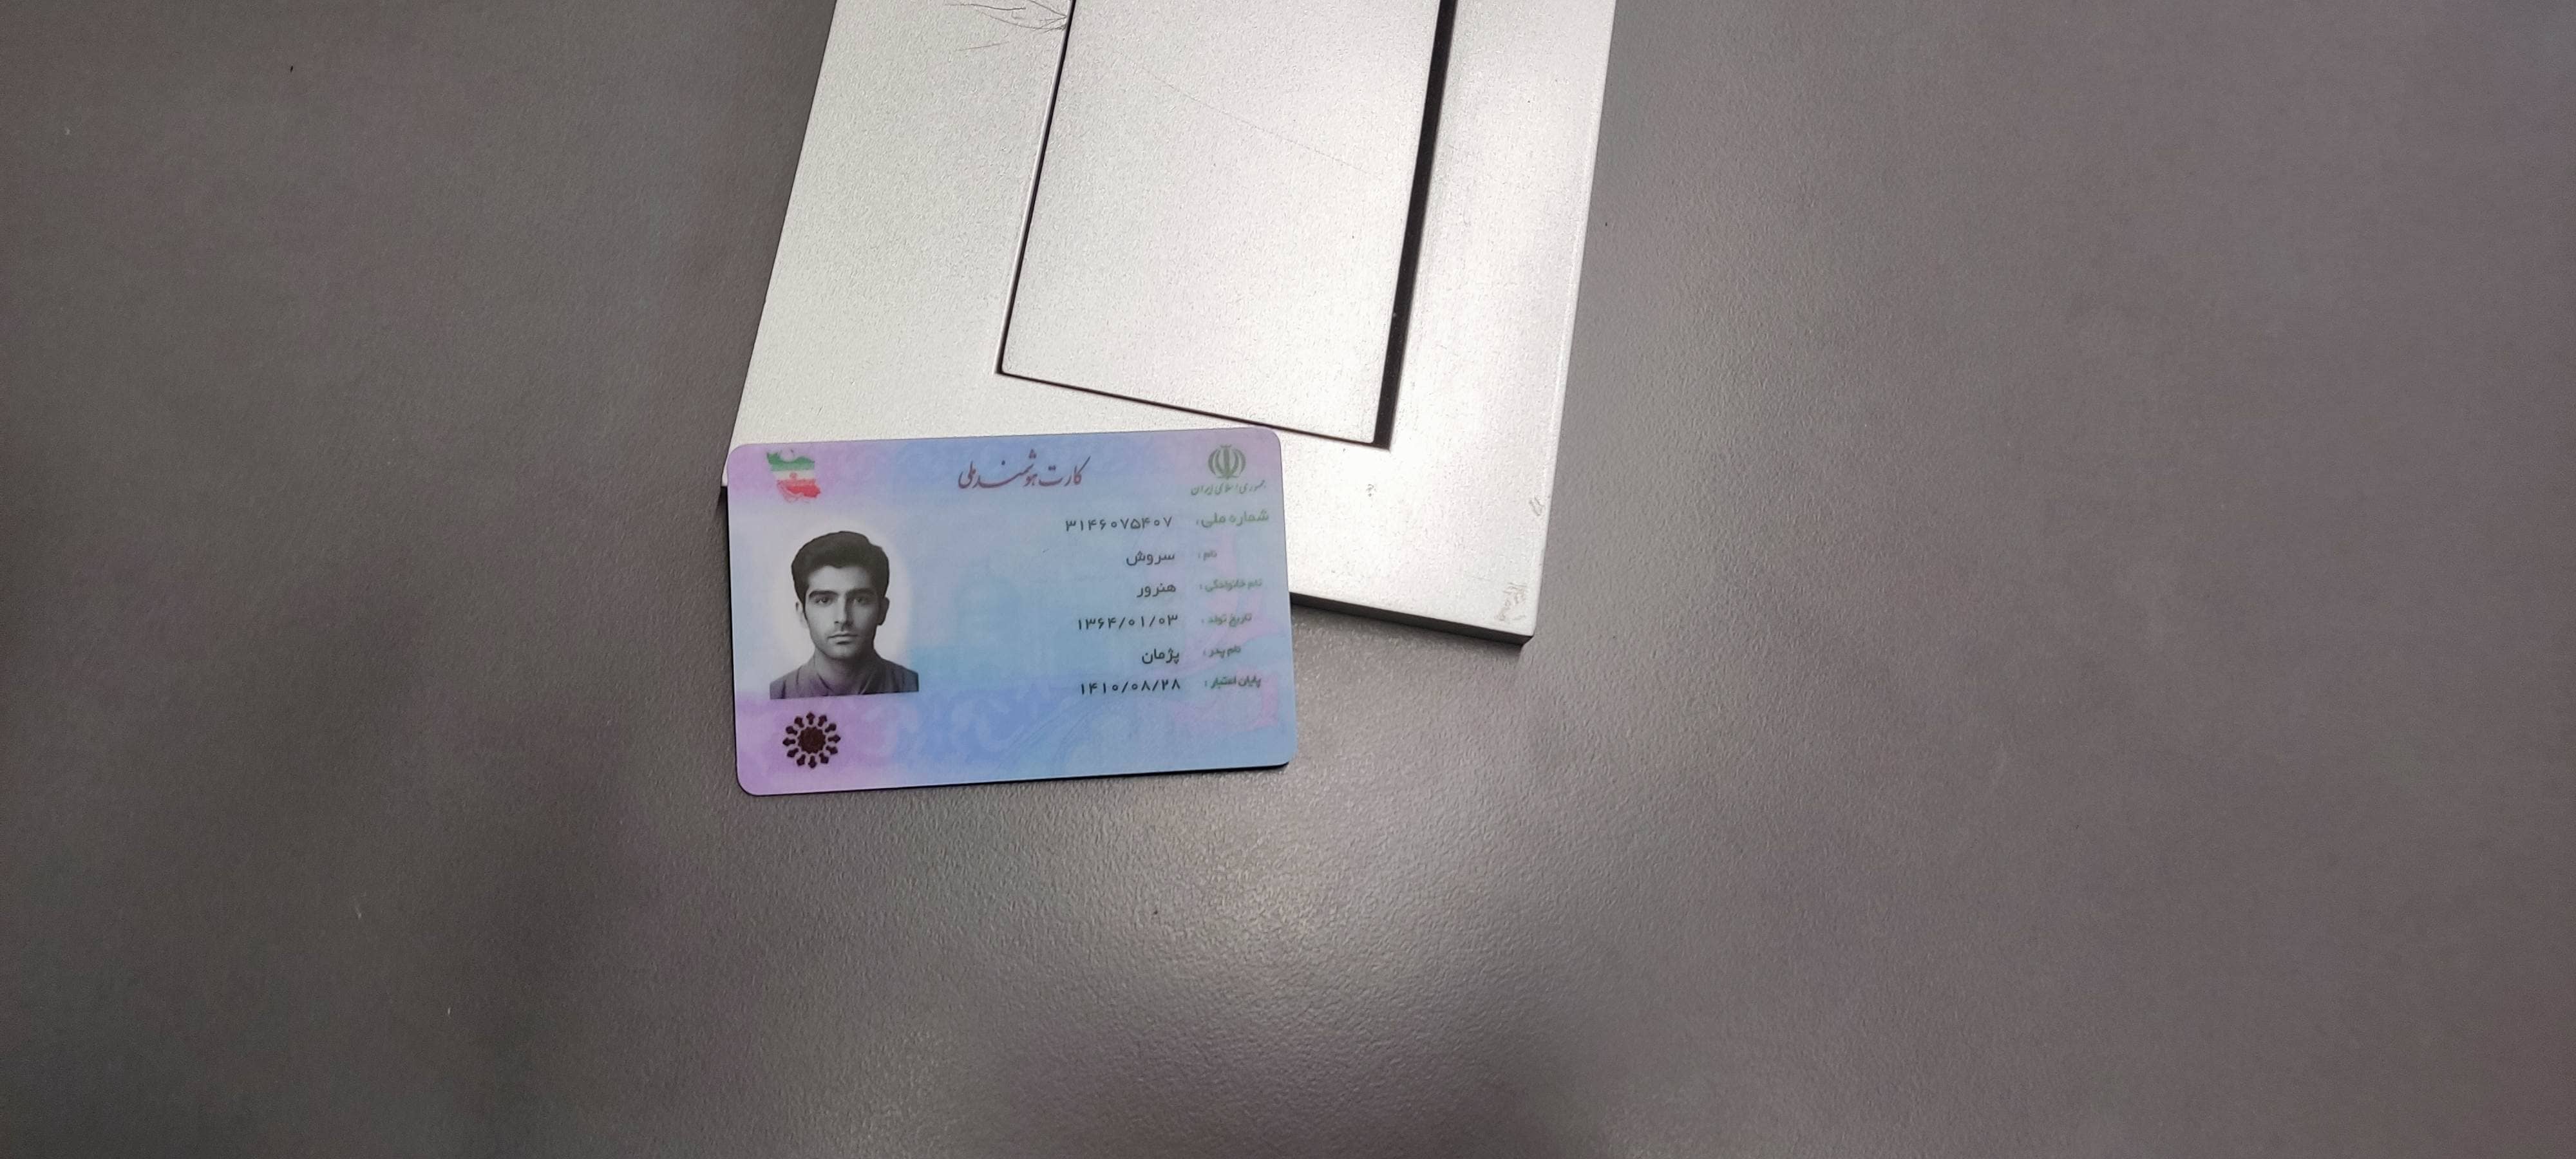 جمهوری اسلامی ایران
کارت هوشمند ملی
شماره ملی: ۳۱۴۶۰۷۵۴۰۷
نام: سروش
نام خانوادگی: هنرور
تاریخ تولد: ۱۳۶۴/۰۱/۰۳
نام پدر: پژمان
پایان اعتبار: ۱۴۱۰/۰۸/۲۸